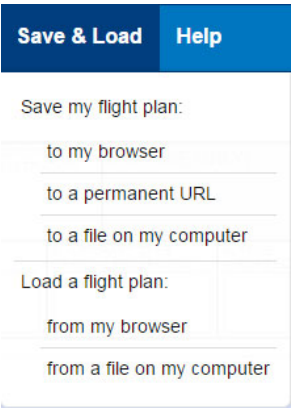 Save & Load Help
Save my flight plan:
to my browser
to a permanent URL
to a file on my computer
Load a flight plan:
from my browser
from a file on my computer